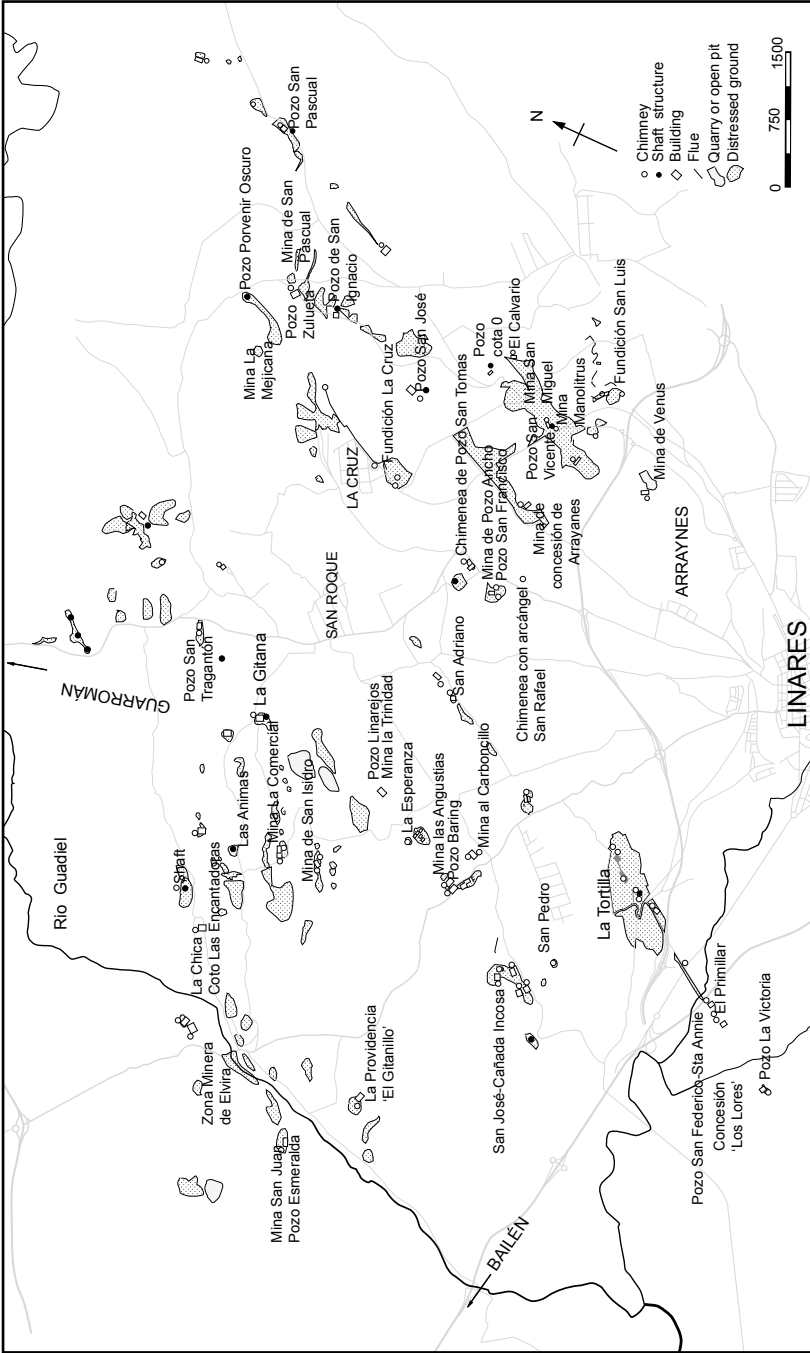 Rio Guadiel
GUARROMÁN
BAILÉN
Zona Minera
de Elvira
La Chica
Coto Las Encantadoras
Shaft
Las Animas
Mina San Juan
Pozo Esmeralda
La Providencia
'El Gitanillo'
Mina La Comercial
Mina de San Isidro
La Gitana
Pozo San
Tragantón
SAN ROQUE
Pozo Linarejos
Mina la Trinidad
La Esperanza
Mina las Angustias
Pozo Baring
Mina al Carboncillo
San Adriano
San José-Cañada Incosa
San Pedro
LA CRUZ
Fundición La Cruz
Mina La
Mejicana
Pozo Porvenir Oscuro
Pozo
Zulueta
Mina de San
Pascual
Pozo de San
Ignacio
Pozo San
Pascual
Pozo San José
Chimenea de Pozo San Tomas
Mina de Pozo Ancho
Pozo San Francisco
Chimenea con arcángel
San Rafael
Mina de
concesión de
Arrayanes
Pozo
cota 0
El Calvario
Pozo San
Vicente
Mina San
Miguel
Mina
Manolitrus
Fundición San Luis
Mina de Venus
ARRAYNES
LINARES
La Tortilla
El Primillar
Pozo San Federico-Sta Annie
Concesión
'Los Lores'
Pozo La Victoria
N
Chimney
Shaft structure
Building
Flue
Quarry or open pit
Distressed ground
0
750
1500